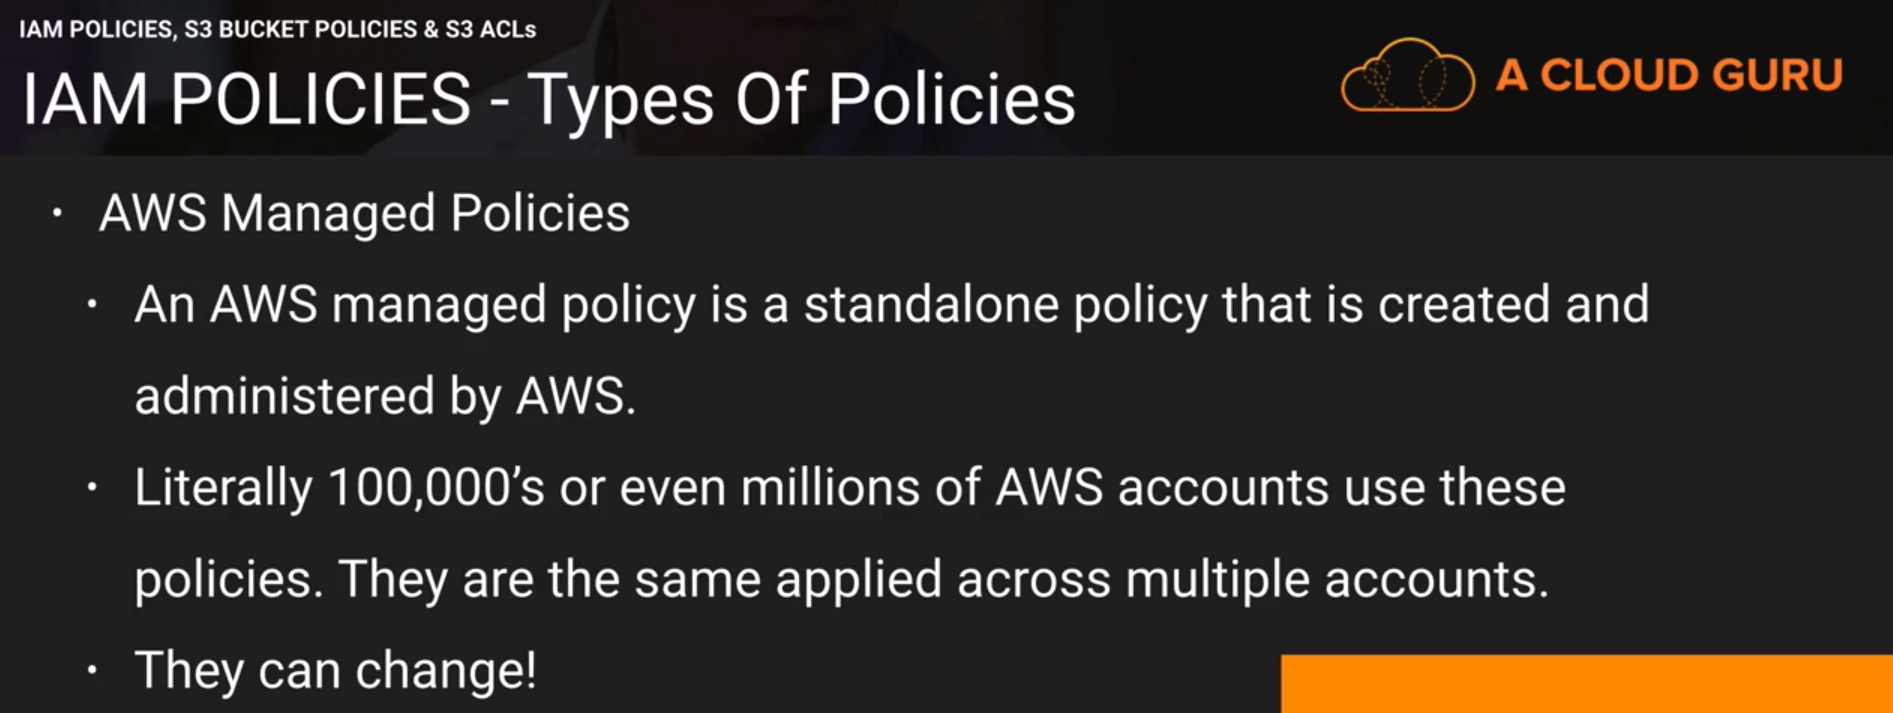 IAM POLICIES, S3 BUCKET POLICIES & S3 ACLs
IAM POLICIES - Types Of Policies
A CLOUD GURU
• AWS Managed Policies
• An AWS managed policy is a standalone policy that is created and
administered by AWS.
• Literally 100,000’s or even millions of AWS accounts use these
policies. They are the same applied across multiple accounts.
• They can change!